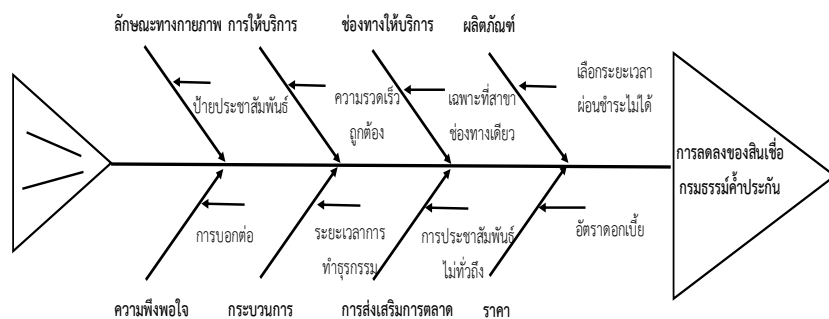 ลักษณะทางกายภาพ การให้บริการ ช่องทางให้บริการ ผลิตภัณฑ์
ป้ายประชาสัมพันธ์
ความรวดเร็ว
ถูกต้อง
เฉพาะที่สาขา
ช่องทางเดียว
เลือกระยะเวลา
ผ่อนชำระไม่ได้
การลดลงของสินเชื่อ
กรมธรรม์ค้ำประกัน
การบอกต่อ
ระยะเวลาการ
ทำธุรกรรม
การประชาสัมพันธ์
ไม่ทั่วถึง
อัตราดอกเบี้ย
ความพึงพอใจ กระบวนการ การส่งเสริมการตลาด ราคา